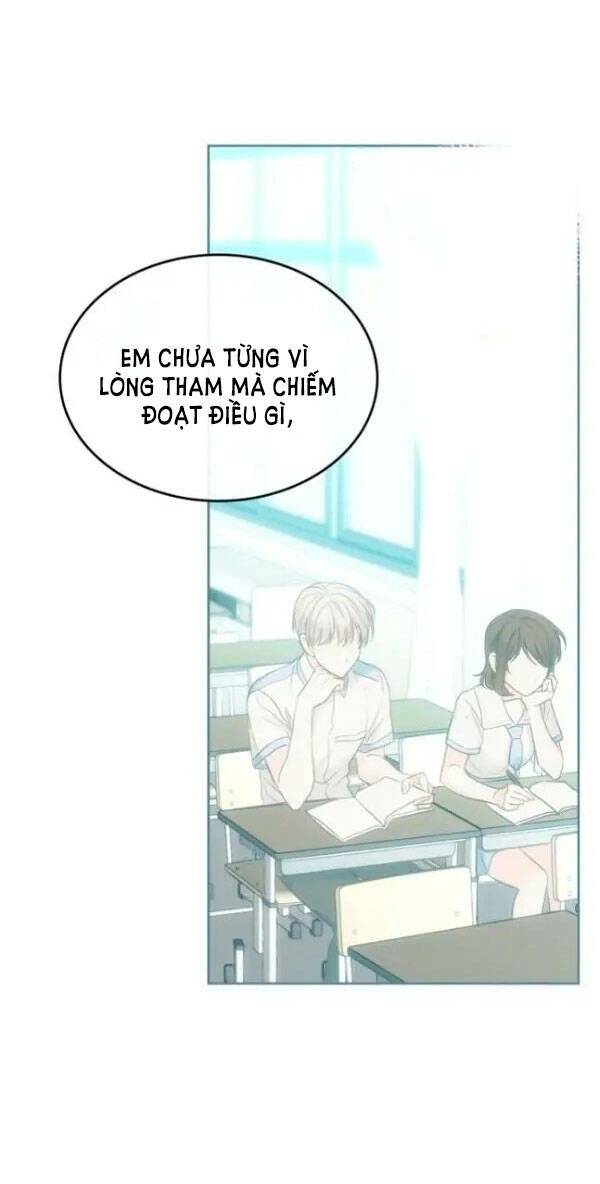 EM CHƯA TỪNG VÌ
LÒNG THAM MÀ CHIẾM
ĐOẠT ĐIỀU GÌ,